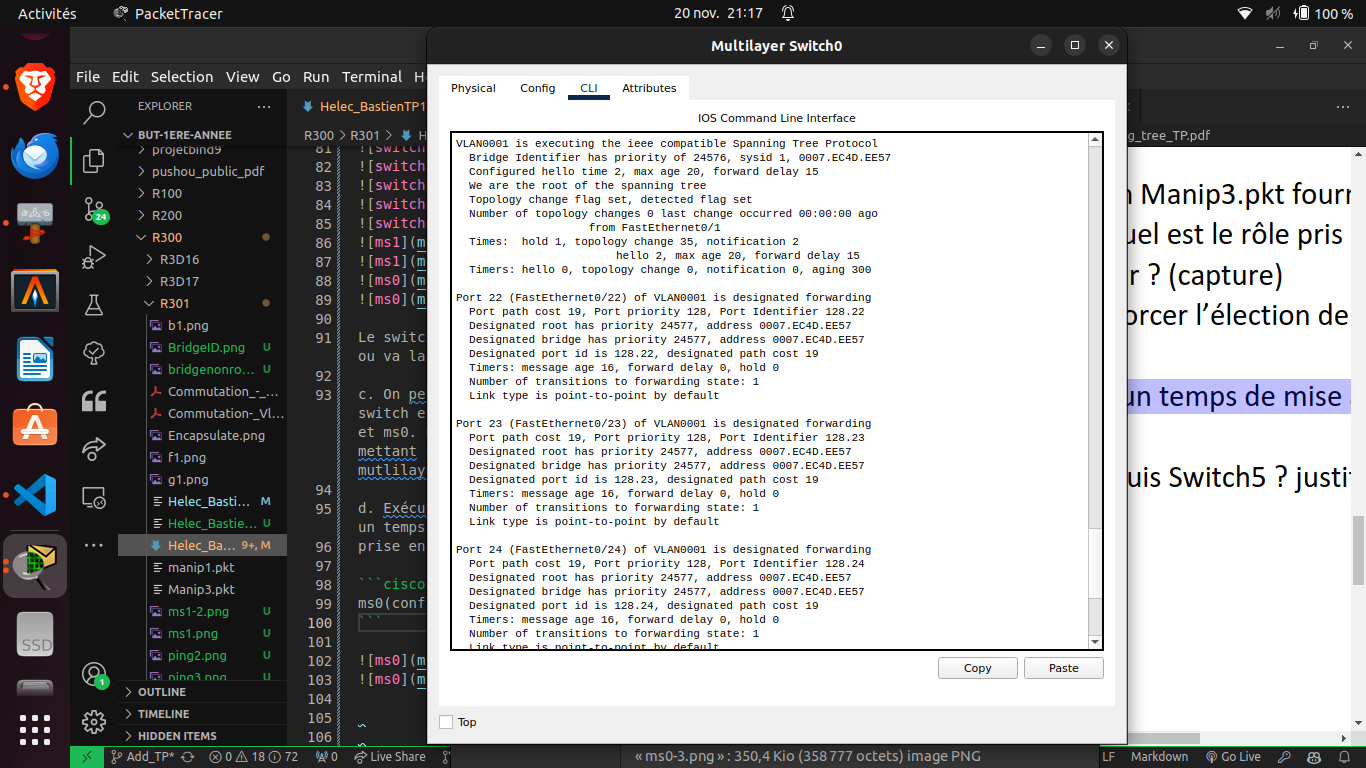 Activités
PacketTracer
20 nov. 21:17
100 %
Multilayer Switch0
File Edit Selection View Go Run Terminal
EXPLORER
BUT-1ERE-ANNEE
projetbind9
pushou_public_pdf
R100
R200
R300
R3D16
R3D17
R301
b1.png
BridgeID.png U
bridgenonro... U
Commutation_-_...
Commutation-_Vl...
Encapsulate.png
f1.png
g1.png
Helec_Basti... M
Helec_Bastie... U
Helec_Ba... 9+, M
manip1.pkt
Manip3.pkt
ms1-2.png U
ms1.png U
ping2.png U
ping3.png U
OUTLINE
TIMELINE
HIDDEN ITEMS
24
1
SSD
Helec_BastienTP1
R300 > R301 >
81 ![switch
82 ![switch
83 ![switch
84 ![switch
85 ![switch
86 ![ms1](m
87 ![ms1](m
88 ![ms0](m
89 ![ms0](m
90
91 Le switc
ou va la
92
93 c. On pe
switch e
et ms0.
mettant
mutlilay
94
95 d. Exécu
un temps
96 prise en
97
98 ```cisco
99 ms0(conf
100 ```
101
102 ![ms0](m
103 ![ms0](m
104
105
106
Physical Config CLI Attributes
IOS Command Line Interface
VLAN0001 is executing the ieee compatible Spanning Tree Protocol
Bridge Identifier has priority of 24576, sysid 1, 0007.EC4D.EE57
Configured hello time 2, max age 20, forward delay 15
We are the root of the spanning tree
Topology change flag set, detected flag set
Number of topology changes 0 last change occurred 00:00:00 ago
from FastEthernet0/1
Times: hold 1, topology change 35, notification 2
hello 2, max age 20, forward delay 15
Timers: hello 0, topology change 0, notification 0, aging 300
Port 22 (FastEthernet0/22) of VLAN0001 is designated forwarding
Port path cost 19, Port priority 128, Port Identifier 128.22
Designated root has priority 24577, address 0007.EC4D.EE57
Designated bridge has priority 24577, address 0007.EC4D.EE57
Designated port id is 128.22, designated path cost 19
Timers: message age 16, forward delay 0, hold 0
Number of transitions to forwarding state: 1
Link type is point-to-point by default
Port 23 (FastEthernet0/23) of VLAN0001 is designated forwarding
Port path cost 19, Port priority 128, Port Identifier 128.23
Designated root has priority 24577, address 0007.EC4D.EE57
Designated bridge has priority 24577, address 0007.EC4D.EE57
Designated port id is 128.23, designated path cost 19
Timers: message age 16, forward delay 0, hold 0
Number of transitions to forwarding state: 1
Link type is point-to-point by default
Port 24 (FastEthernet0/24) of VLAN0001 is designated forwarding
Port path cost 19, Port priority 128, Port Identifier 128.24
Designated root has priority 24577, address 0007.EC4D.EE57
Designated bridge has priority 24577, address 0007.EC4D.EE57
Designated port id is 128.24, designated path cost 19
Timers: message age 16, forward delay 0, hold 0
Number of transitions to forwarding state: 1
Link type is point-to-point by default
Copy Paste
Top
g_tree_TP.pdf
Manip3.pkt fourn
uel est le rôle pris
r ? (capture)
orcer l'élection de
un temps de mise
uis Switch5 ? justi
Add_TP* 0 18 72 0 Live Share
« ms0-3.png » : 350,4 Kio (358 777 octets) image PNG
LF Markdown Go Live